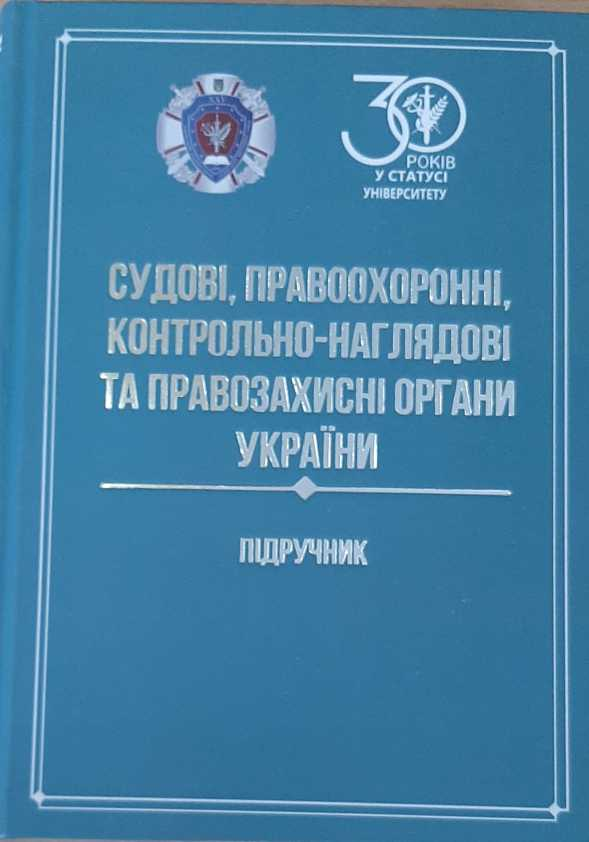 30
РОКІВ
У СТАТУСІ
УНІВЕРСИТЕТУ
СУДОВІ, ПРАВООХОРОННІ,
КОНТРОЛЬНО-НАГЛЯДОВІ
ТА ПРАВОЗАХИСНІ ОРГАНИ
УКРАЇНИ
ПІДРУЧНИК